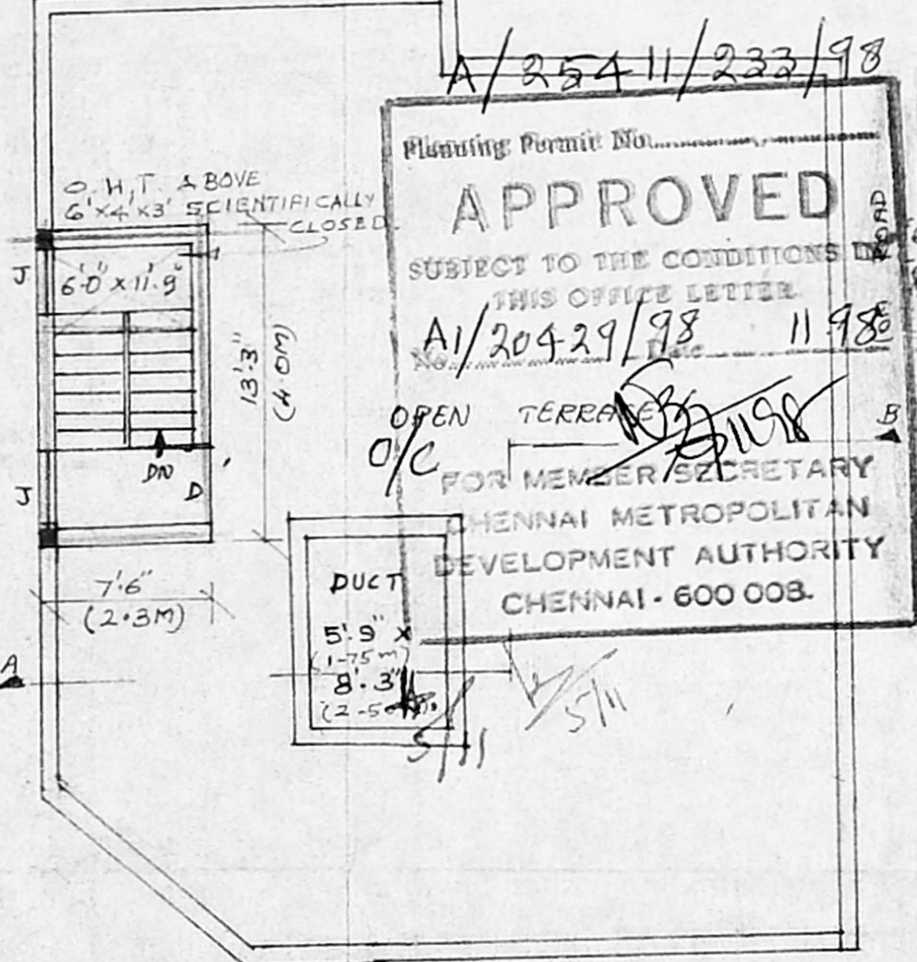 A/25411/233/98
Planning Permit No.
APPROVED
SUBJECT TO THE CONDITIONS IN
THIS OFFICE LETTER
No. A1/20429/98 Date 11.98
FOR MEMBER SECRETARY
CHENNAI METROPOLITAN
DEVELOPMENT AUTHORITY
CHENNAI - 600 008.
ROAD
O.H.T. ABOVE
6'x4'x3' SCIENTIFICALLY
CLOSED
J
6'-0" x 11'-9"
13'-3"
(4.0M)
OPEN TERRACE
O/C
B
DN
D
J
7'-6"
(2.3M)
A
DUCT
5'-9" x
(1-75m)
8'-3"
5/11
5/11